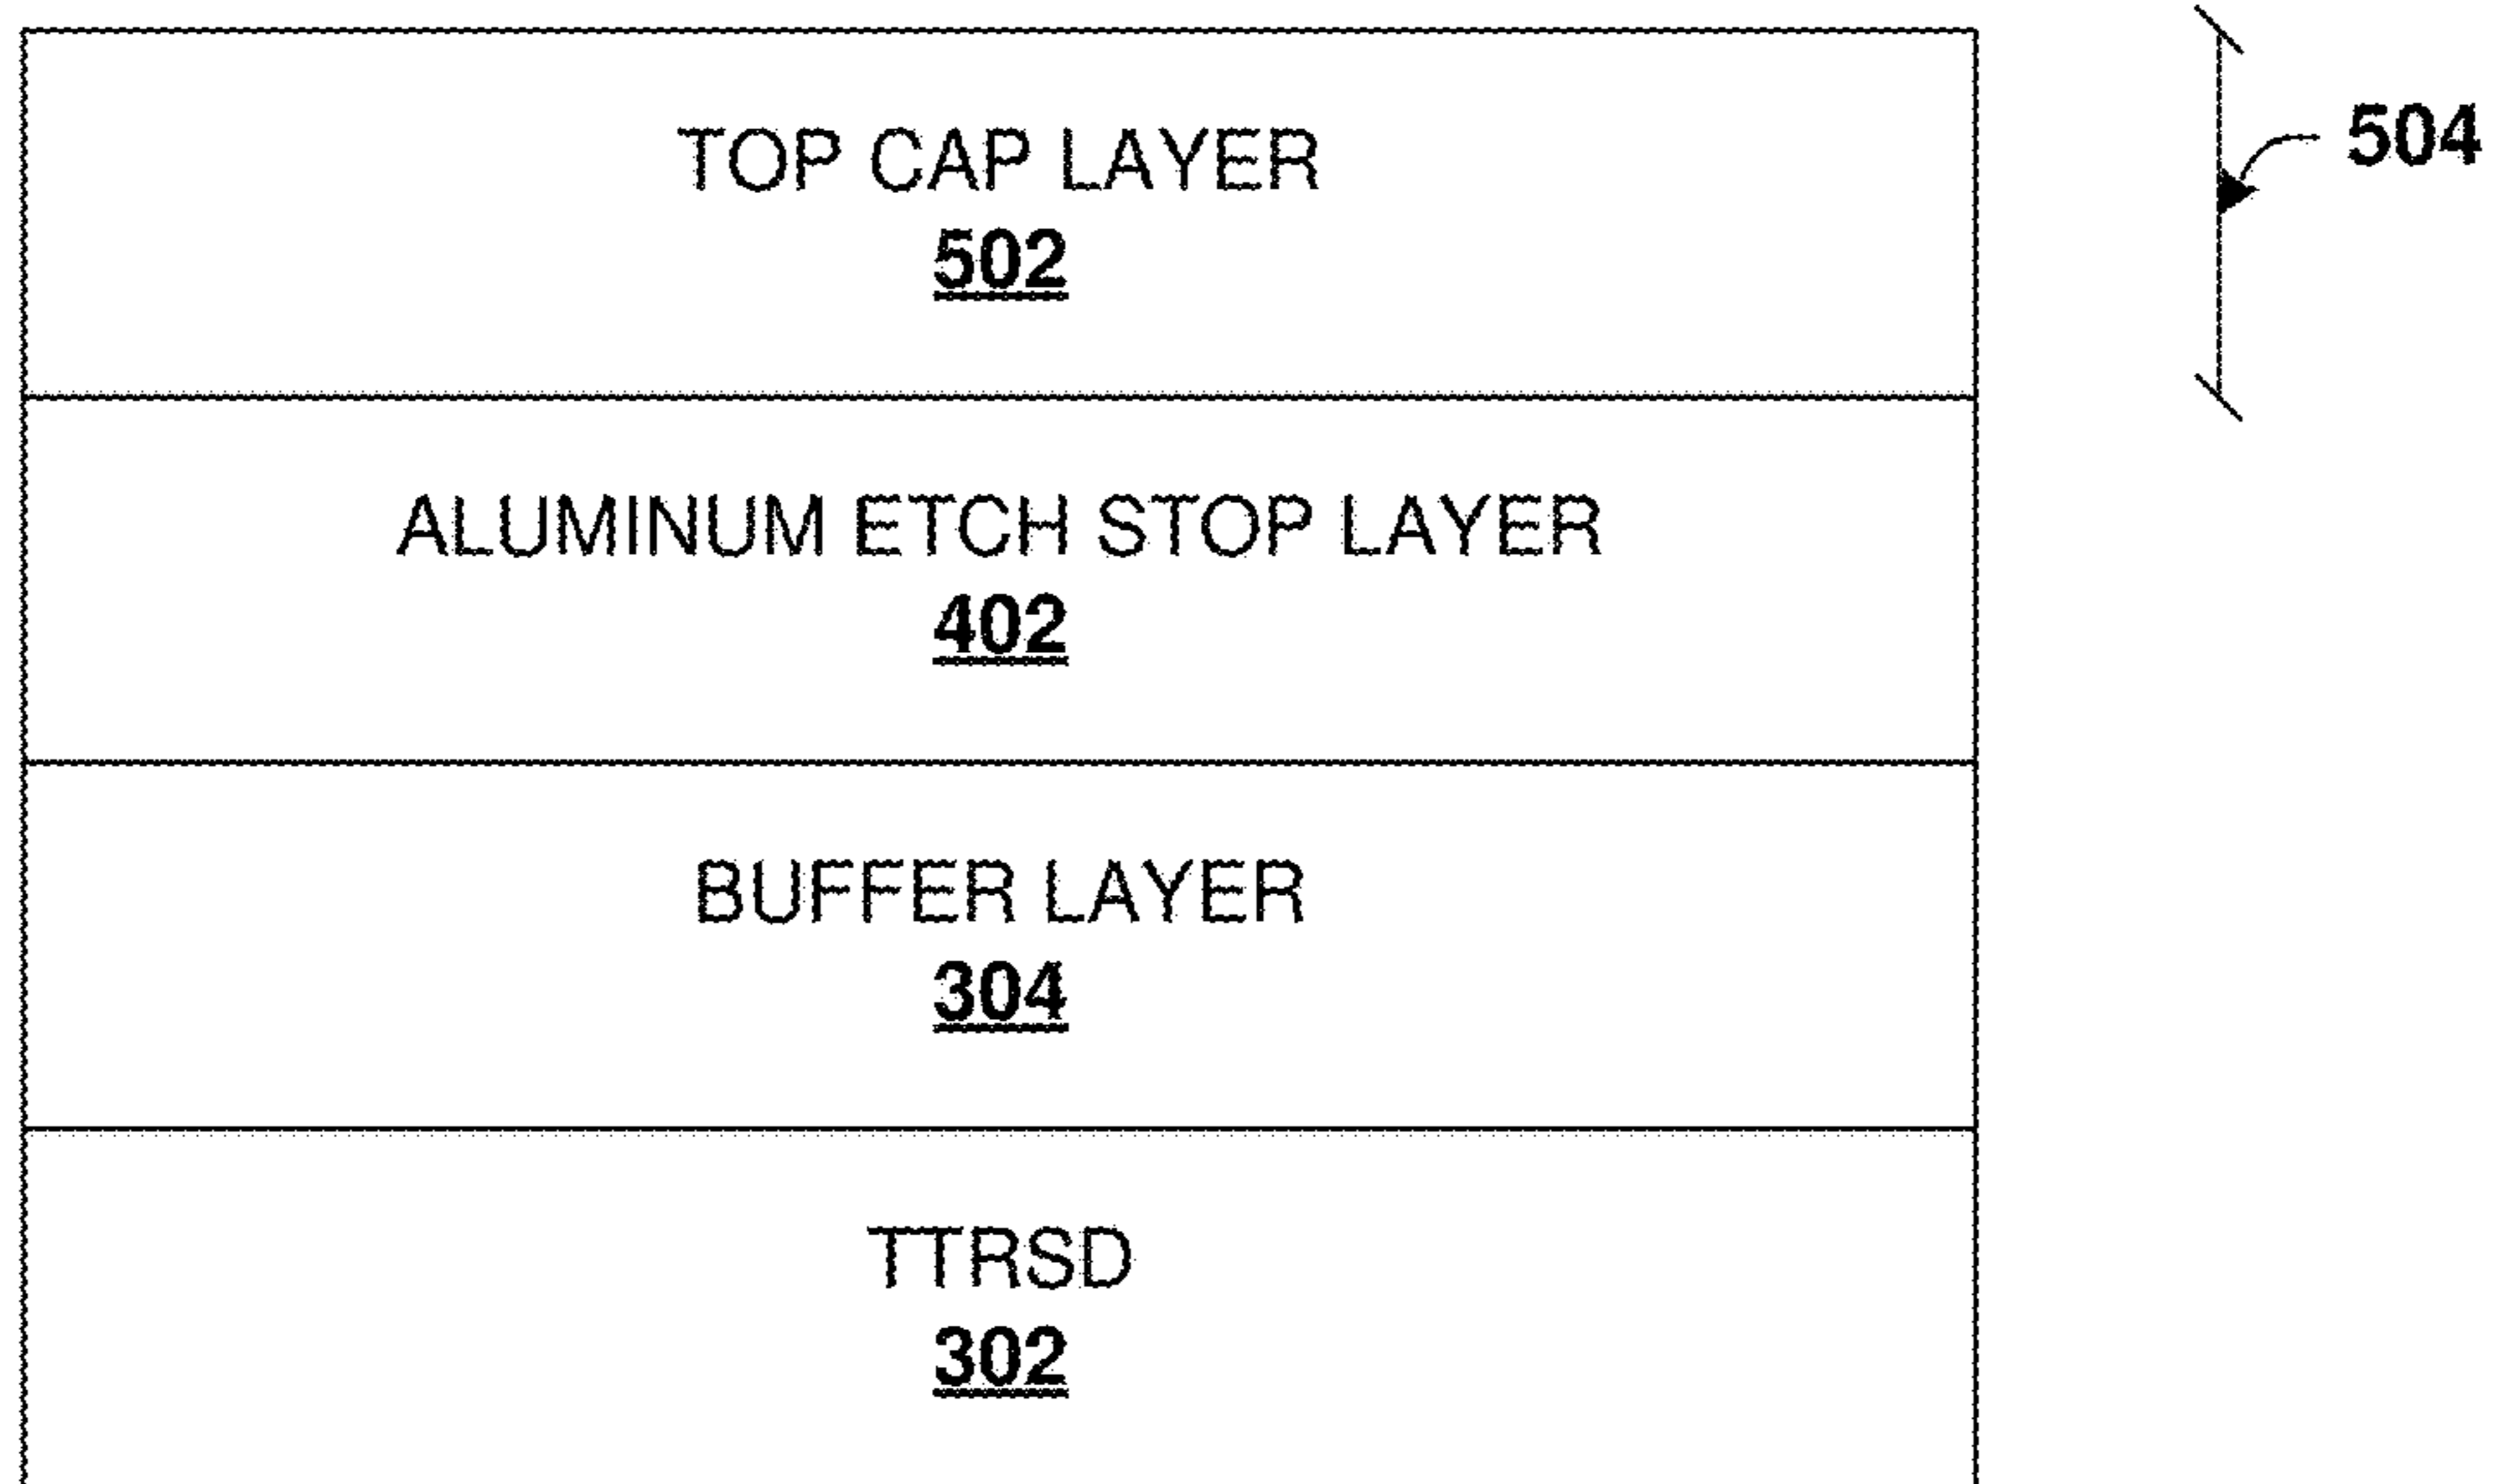 TOP CAP LAYER
502
504
ALUMINUM ETCH STOP LAYER
402
BUFFER LAYER
304
TTRSD
302